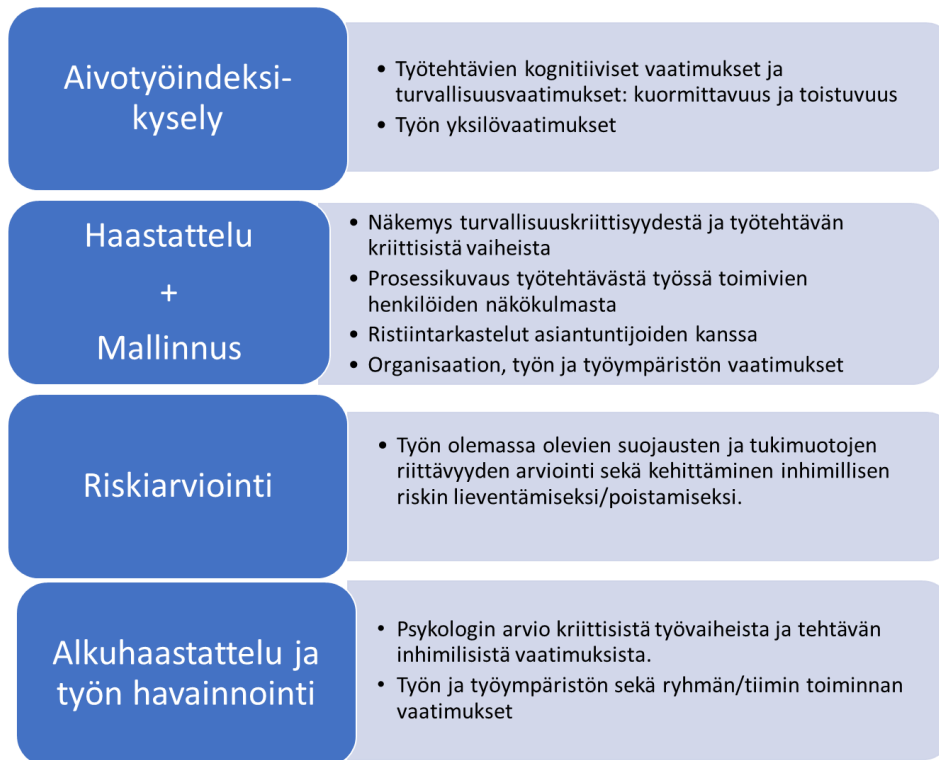 Aivotyöindeksi-
kysely
• Työtehtävien kognitiiviset vaatimukset ja
turvallisuusvaatimukset: kuormittavuus ja toistuvuus
• Työn yksilövaatimukset
Haastattelu
+
Mallinnus
• Näkemys turvallisuuskriittisyydestä ja työtehtävän
kriittisistä vaiheista
• Prosessikuvaus työtehtävästä työssä toimivien
henkilöiden näkökulmasta
• Ristiintarkastelut asiantuntijoiden kanssa
• Organisaation, työn ja työympäristön vaatimukset
Riskiarviointi
• Työn olemassa olevien suojausten ja tukimuotojen
riittävyyden arviointi sekä kehittäminen inhimillisen
riskin lieventämiseksi/poistamiseksi.
Alkuhaastattelu ja
työn havainnointi
• Psykologin arvio kriittisistä työvaiheista ja tehtävän
inhimilisistä vaatimuksista.
• Työn ja työympäristön sekä ryhmän/tiimin toiminnan
vaatimukset